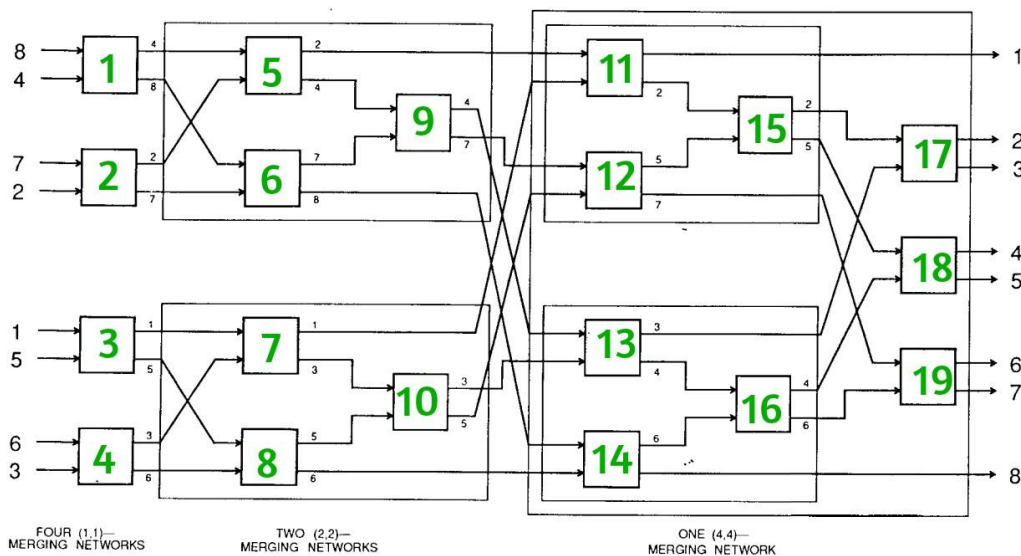 8 1 4 5 2 11 1
4 8 4 2
9 4 7 15 2 5 17 2 3
7 2 2 6 7 8 12 5 7
2 7
18 4 5
1 3 1 7 1 13 3
5 5 3 4
10 3 5 16 4 6 19 6 7
6 4 3 8 5 14 6
3 6 6 8
FOUR (1,1)— TWO (2,2)— ONE (4,4)—
MERGING NETWORKS MERGING NETWORKS MERGING NETWORK